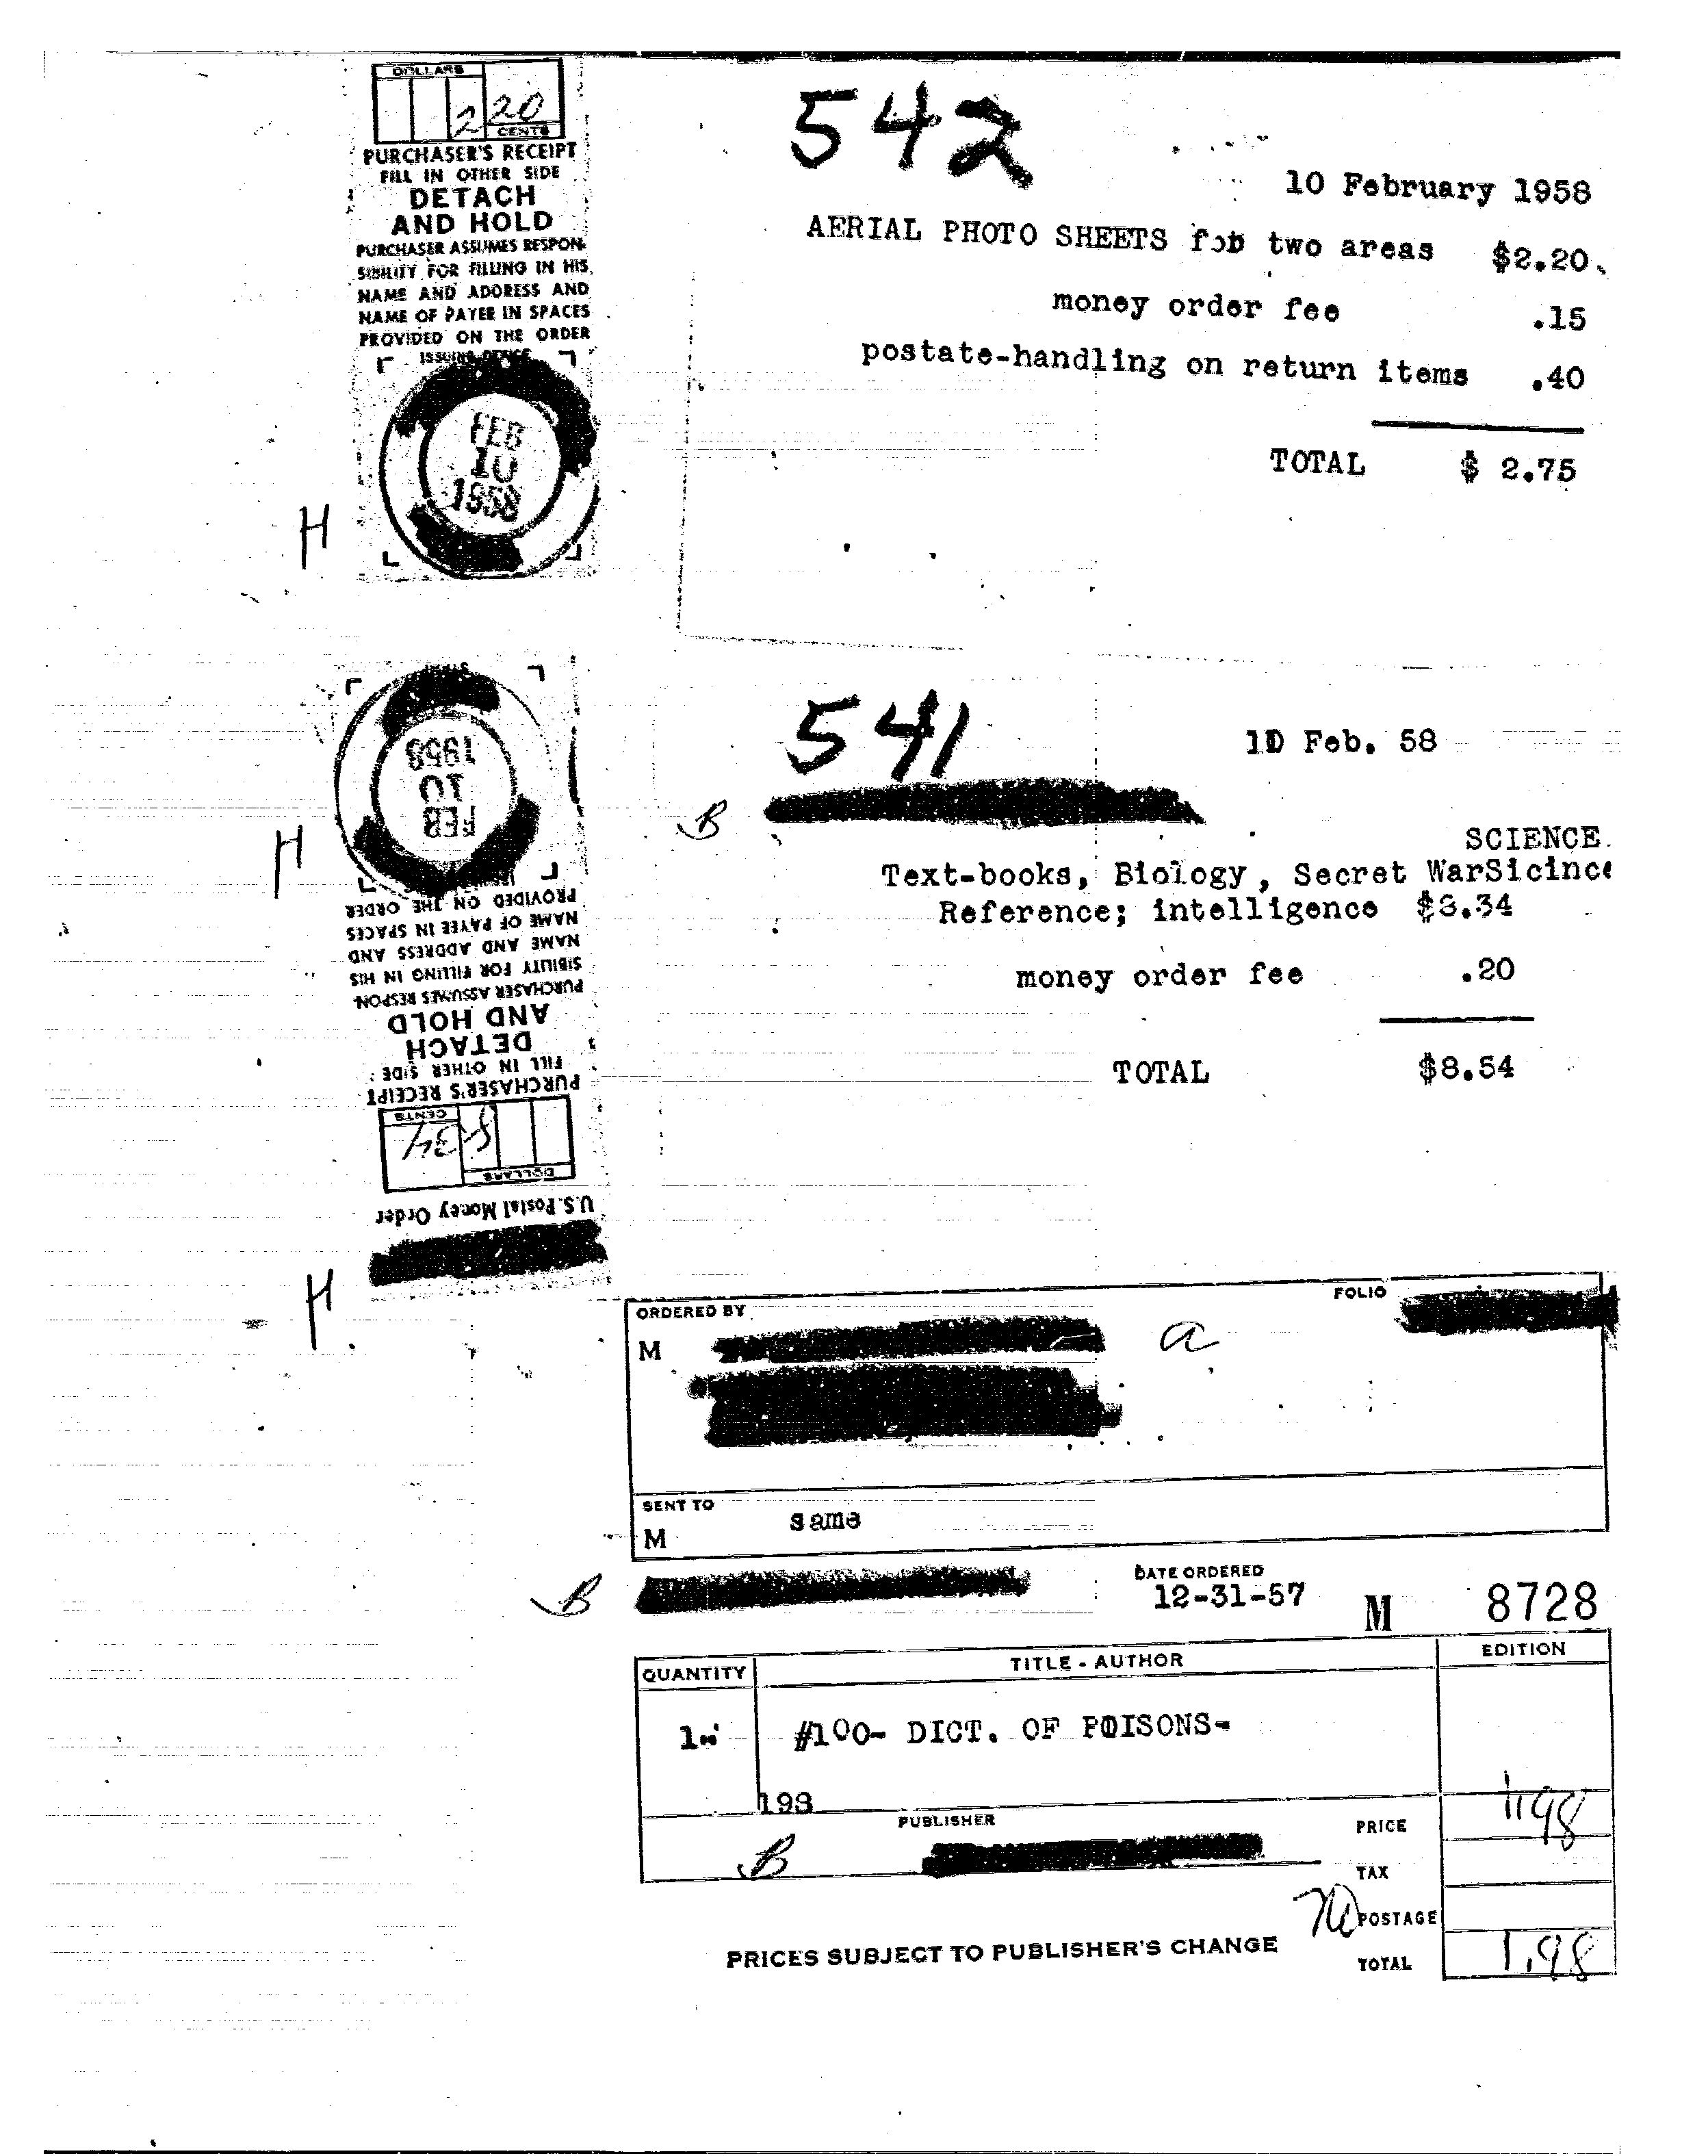 DOLLARS
2 20
CENTS
PURCHASER'S RECEIPT
FILL IN OTHER SIDE
DETACH
AND HOLD
PURCHASER ASSUMES RESPON-
SIBILITY FOR FILLING IN HIS
NAME AND ADDRESS AND
NAME OF PAYEE IN SPACES
PROVIDED ON THE ORDER
ISSUING OFFICE
FEB
10
1958
H
542
10 February 1958
AERIAL PHOTO SHEETS fob two areas $2.20
money order fee .15
postate-handling on return items .40
TOTAL $ 2.75
541
10 Feb. 58
B
SCIENCE
Text-books, Biology, Secret WarSicince
Reference; intelligence $8.34
money order fee .20
TOTAL $8.54
H
U.S. Postal Money Order
DOLLARS
8 34
CENTS
PURCHASER'S RECEIPT
FILL IN OTHER SIDE
DETACH
AND HOLD
PURCHASER ASSUMES RESPON-
SIBILITY FOR FILLING IN HIS
NAME AND ADDRESS AND
NAME OF PAYEE IN SPACES
PROVIDED ON THE ORDER
FEB
10
1958
H
ORDERED BY FOLIO
M a
SENT TO
M same
B
DATE ORDERED
12-31-57 M 8728
QUANTITY TITLE - AUTHOR EDITION
1- #100- DICT. OF POISONS-
193
PUBLISHER PRICE 1.98
B
TAX
POSTAGE
PRICES SUBJECT TO PUBLISHER'S CHANGE TOTAL 1.98